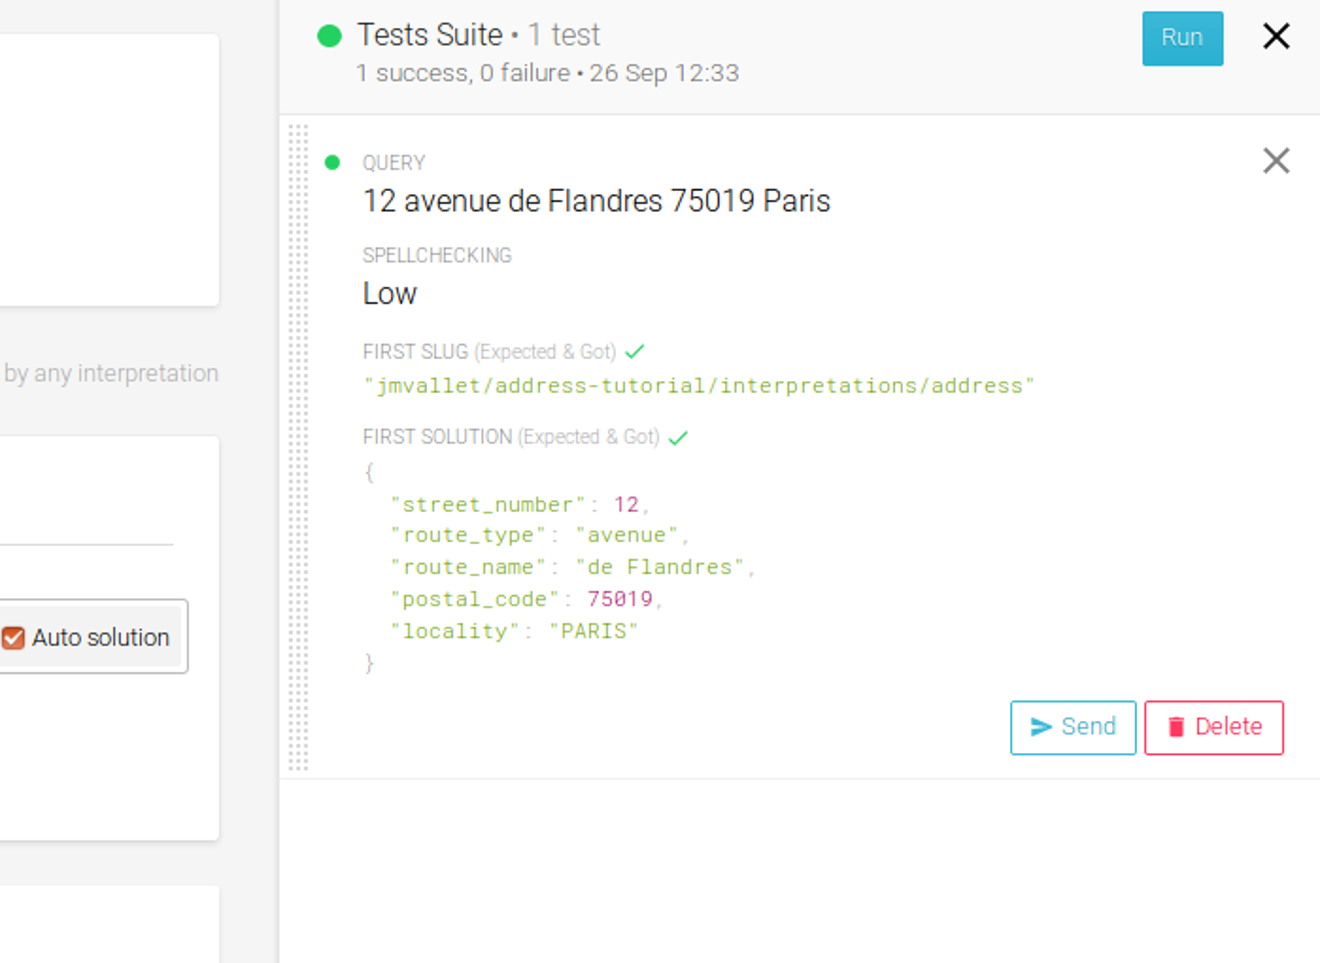 Tests Suite • 1 test
Run
1 success, 0 failure • 26 Sep 12:33
QUERY
12 avenue de Flandres 75019 Paris
SPELLCHECKING
Low
FIRST SLUG (Expected & Got)
"jmvallet/address-tutorial/interpretations/address"
by any interpretation
FIRST SOLUTION (Expected & Got)
{
"street_number": 12,
"route_type": "avenue",
"route_name": "de Flandres",
"postal_code": 75019,
"locality": "PARIS"
}
Auto solution
Send
Delete